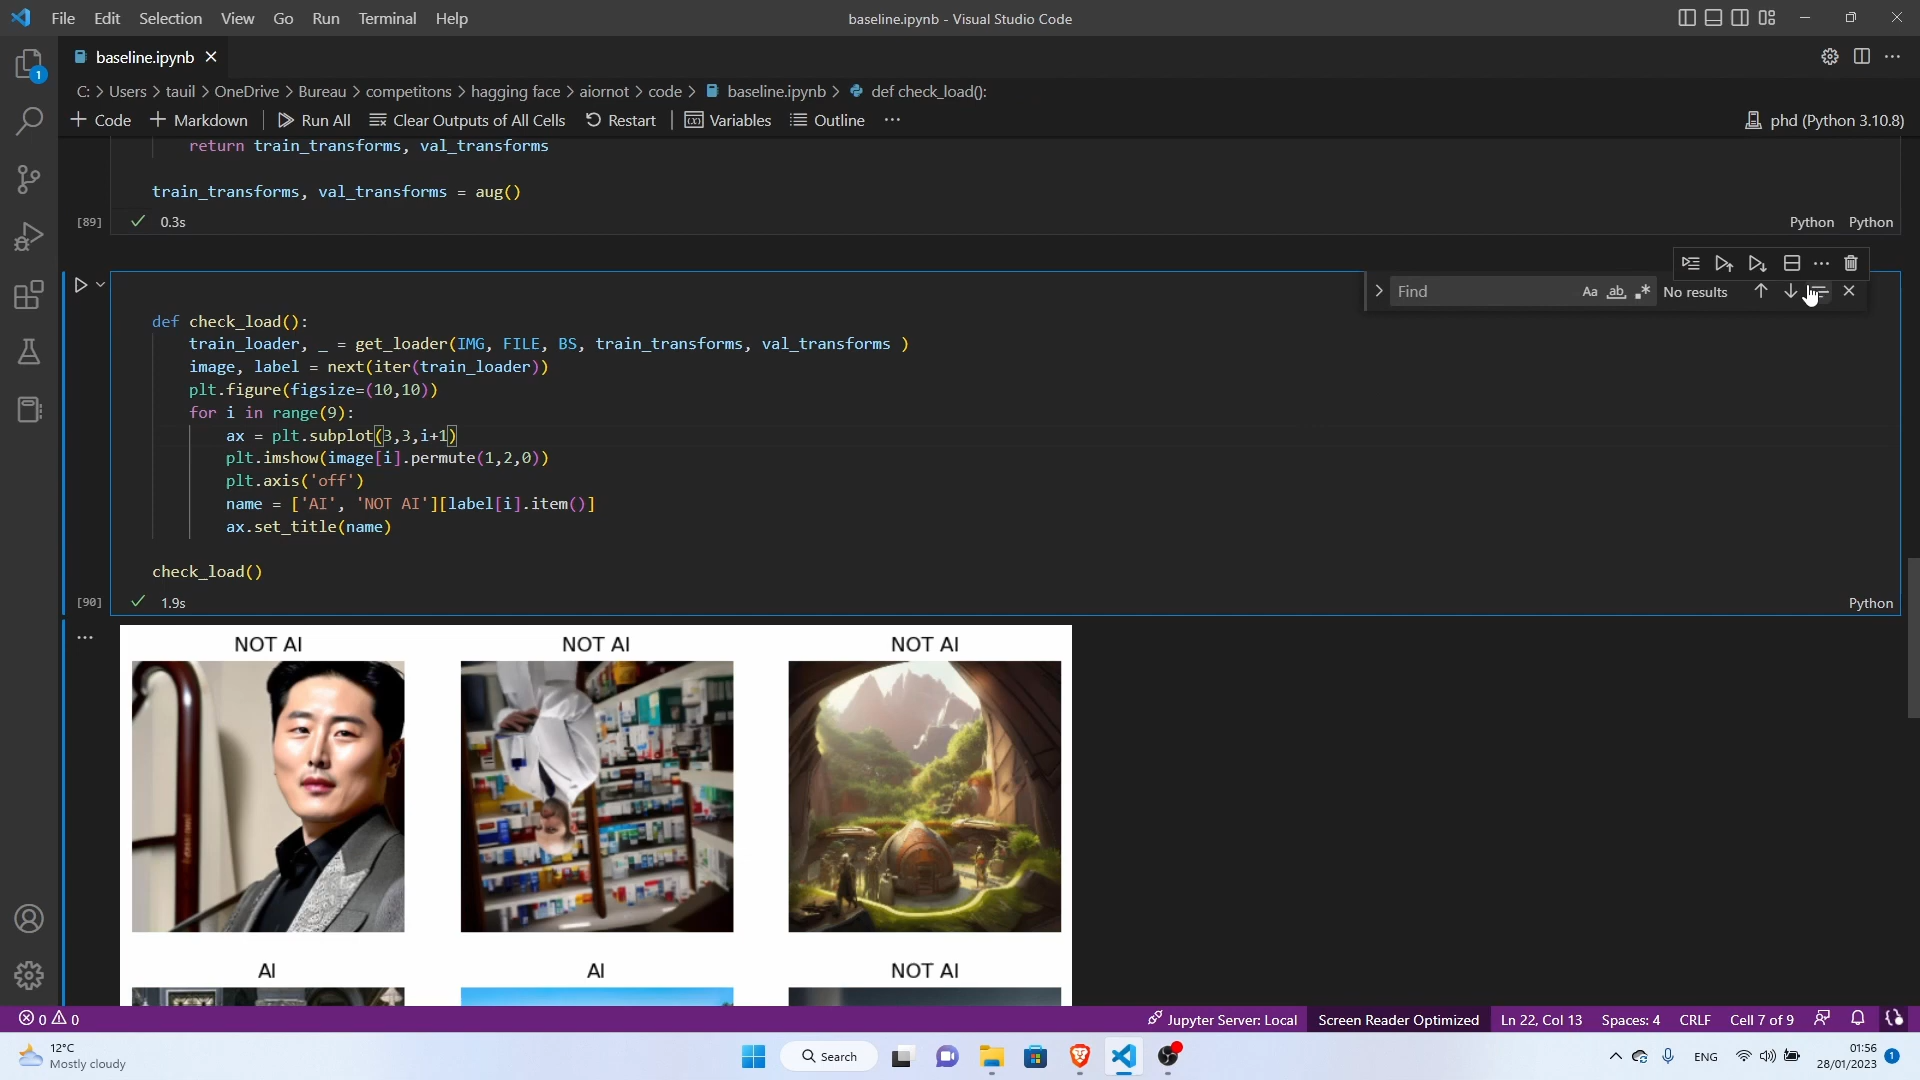 File Edit Selection View Go Run Terminal Help
baseline.ipynb - Visual Studio Code
baseline.ipynb
C: > Users > tauil > OneDrive > Bureau > competitons > hagging face > aiornot > code > baseline.ipynb > def check_load():
+ Code + Markdown Run All Clear Outputs of All Cells Restart Variables Outline ...
phd (Python 3.10.8)
return train_transforms, val_transforms
train_transforms, val_transforms = aug()
[89] 0.3s
Python Python
Find Aa ab No results
def check_load():
train_loader, _ = get_loader(IMG, FILE, BS, train_transforms, val_transforms )
image, label = next(iter(train_loader))
plt.figure(figsize=(10,10))
for i in range(9):
ax = plt.subplot(3,3,i+1)
plt.imshow(image[i].permute(1,2,0))
plt.axis('off')
name = ['AI', 'NOT AI'][label[i].item()]
ax.set_title(name)
check_load()
[90] 1.9s
Python
NOT AI NOT AI NOT AI
AI AI NOT AI
0 0
Jupyter Server: Local Screen Reader Optimized Ln 22, Col 13 Spaces: 4 CRLF Cell 7 of 9
12°C
Mostly cloudy
Search
ENG
01:56
28/01/2023
1
1